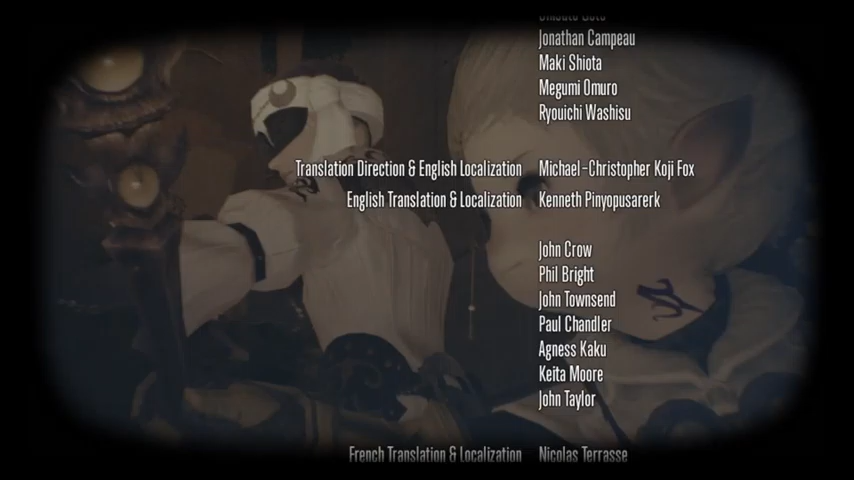 Jonathan Campeau
Maki Shiota
Megumi Omuro
Ryouichi Washisu
Translation Direction & English Localization Michael-Christopher Koji Fox
English Translation & Localization Kenneth Pinyopusarerk
John Crow
Phil Bright
John Townsend
Paul Chandler
Agness Kaku
Keita Moore
John Taylor
French Translation & Localization Nicolas Terrasse